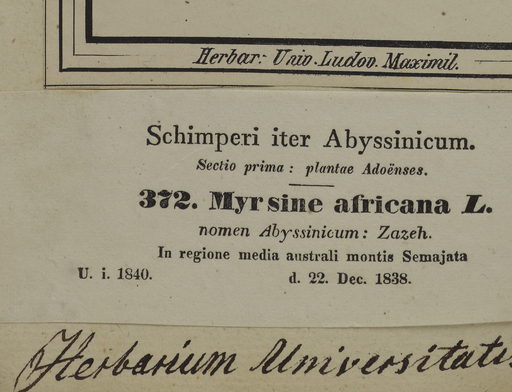 Herbar: Univ. Ludov. Maximil.
Schimperi iter Abyssinicum.
Sectio prima: plantae Adoënses.
372. Myrsine africana L.
nomen Abyssinicum: Zazeh.
In regione media australi montis Semajata
U. i. 1840. d. 22. Dec. 1838.
Herbarium Universitatis